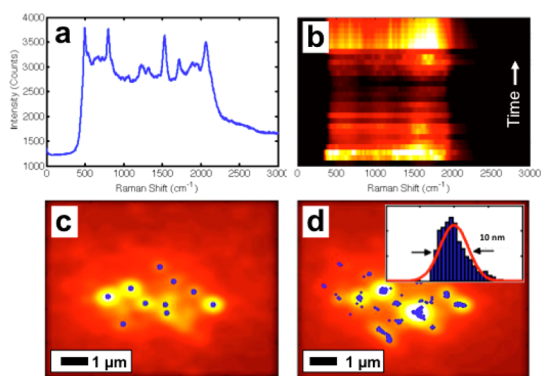 a
4000
3500
3000
2500
2000
1500
1000
Intensity (Counts)
0 500 1000 1500 2000 2500 3000
Raman Shift (cm⁻¹)
b
Time →
0 500 1000 1500 2000 2500 3000
Raman Shift (cm⁻¹)
c
1 µm
d
10 nm
1 µm